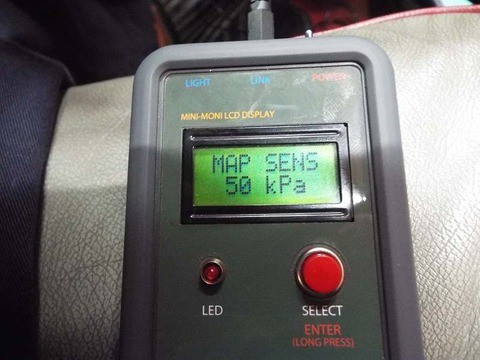 LIGHT LINK POWER
MINI-MONI LCD DISPLAY
MAP SENS
50 kPa
LED SELECT
ENTER
(LONG PRESS)